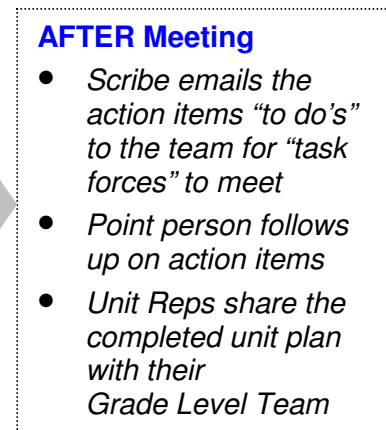 AFTER Meeting
• Scribe emails the
action items “to do’s”
to the team for “task
forces” to meet
• Point person follows
up on action items
• Unit Reps share the
completed unit plan
with their
Grade Level Team